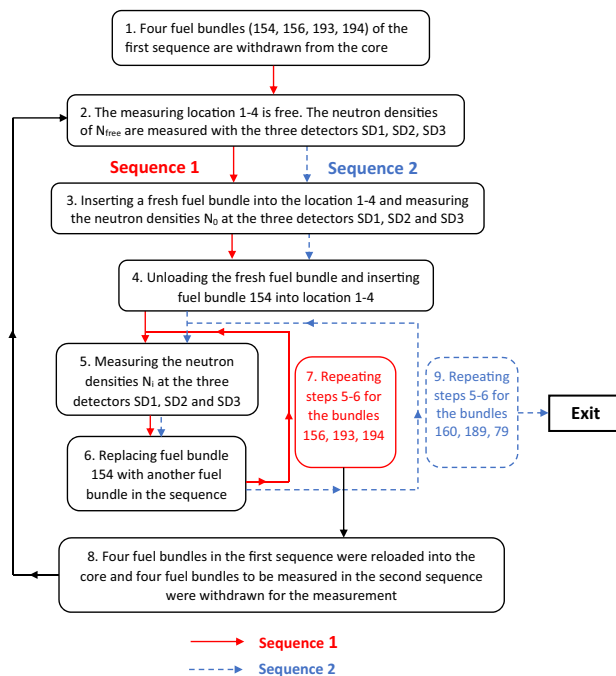 1. Four fuel bundles (154, 156, 193, 194) of the
first sequence are withdrawn from the core
2. The measuring location 1-4 is free. The neutron densities
of Nfree are measured with the three detectors SD1, SD2, SD3
Sequence 1
Sequence 2
3. Inserting a fresh fuel bundle into the location 1-4 and measuring
the neutron densities N₀ at the three detectors SD1, SD2 and SD3
4. Unloading the fresh fuel bundle and inserting
fuel bundle 154 into location 1-4
5. Measuring the neutron
densities Nᵢ at the three
detectors SD1, SD2 and SD3
6. Replacing fuel bundle
154 with another fuel
bundle in the sequence
7. Repeating
steps 5-6 for
the bundles
156, 193, 194
9. Repeating
steps 5-6 for
the bundles
160, 189, 79
Exit
8. Four fuel bundles in the first sequence were reloaded into the
core and four fuel bundles to be measured in the second sequence
were withdrawn for the measurement
Sequence 1
Sequence 2